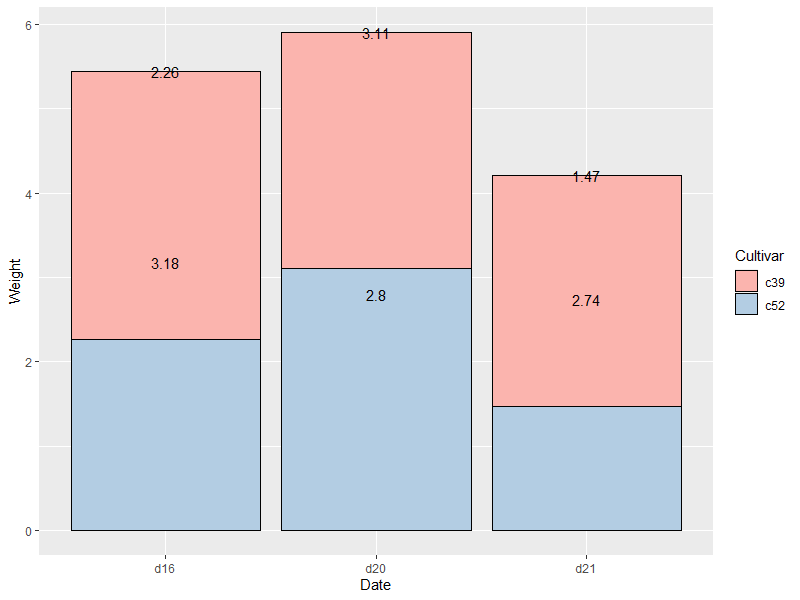 6
4
2
0
Weight
2.26
3.11
1.47
3.18
2.8
2.74
d16
d20
d21
Date
Cultivar
c39
c52